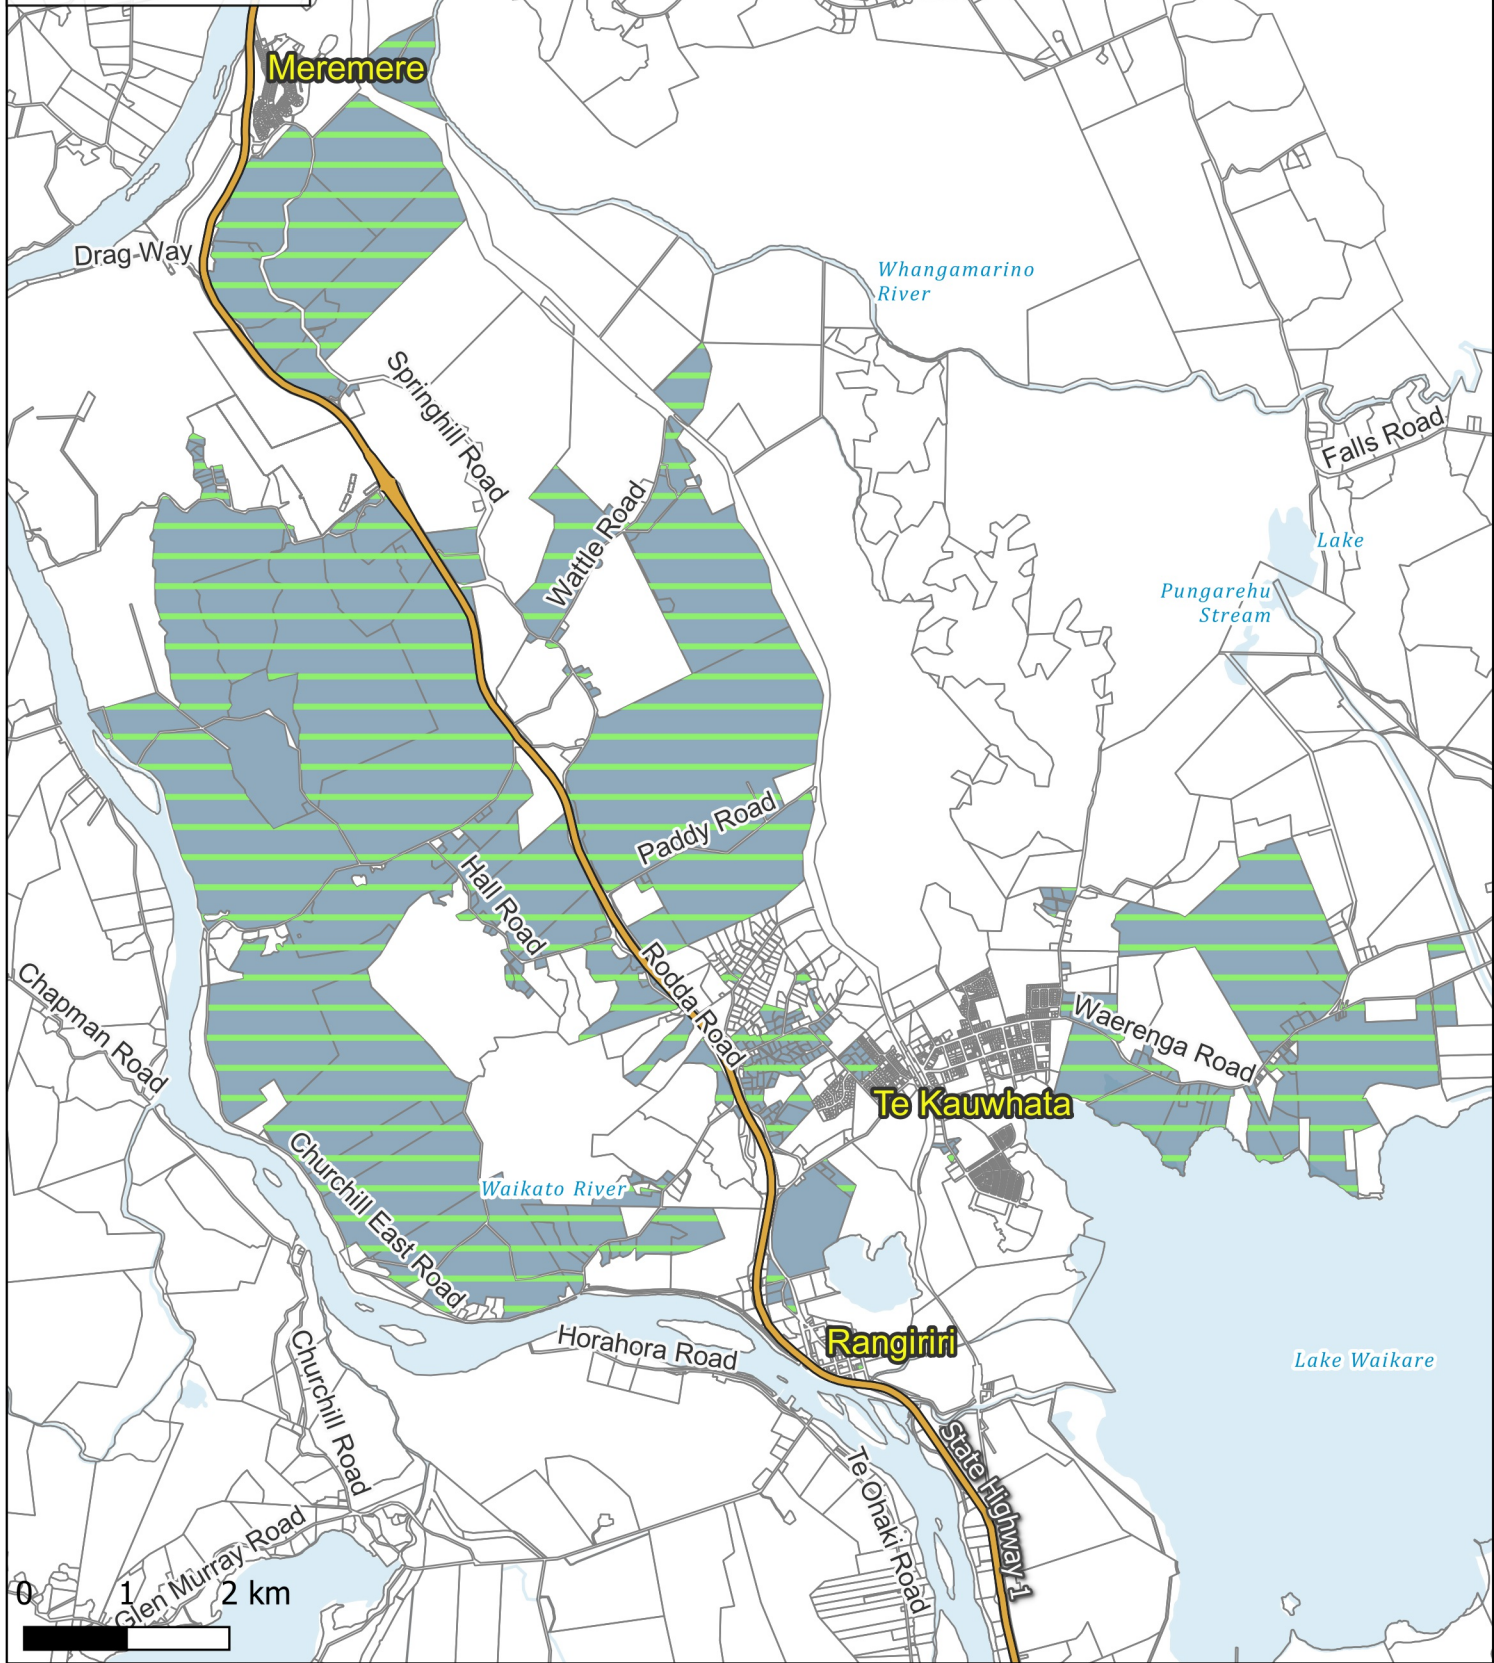 Meremere
Drag Way
Whangamarino
River
Springhill Road
Falls Road
Wattle Road
Lake
Pungarehu
Stream
Paddy Road
Hall Road
Rodda Road
Chapman Road
Waerenga Road
Te Kauwhata
Churchill East Road
Waikato River
Horahora Road
Rangiriri
Lake Waikare
Churchill Road
State Highway 1
Te Ohaki Road
Glen Murray Road
0 1 2 km